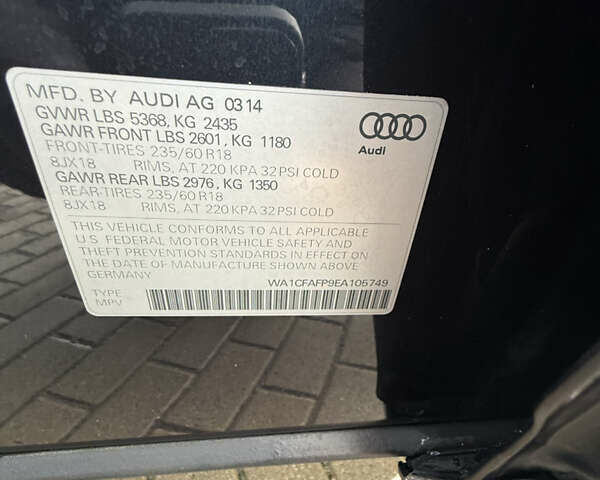 MFD. BY AUDI AG 03 14
GVWR LBS 5368, KG 2435
GAWR FRONT LBS 2601, KG 1180
FRONT-TIRES 235/60 R18
8JX18 RIMS, AT 220 KPA 32 PSI COLD
GAWR REAR LBS 2976, KG 1350
REAR-TIRES 235/60 R18
8JX18 RIMS, AT 220 KPA 32 PSI COLD
Audi
THIS VEHICLE CONFORMS TO ALL APPLICABLE
U.S. FEDERAL MOTOR VEHICLE SAFETY AND
THEFT PREVENTION STANDARDS IN EFFECT ON
THE DATE OF MANUFACTURE SHOWN ABOVE.
GERMANY
WA1CFAFP9EA105749
TYPE
MPV